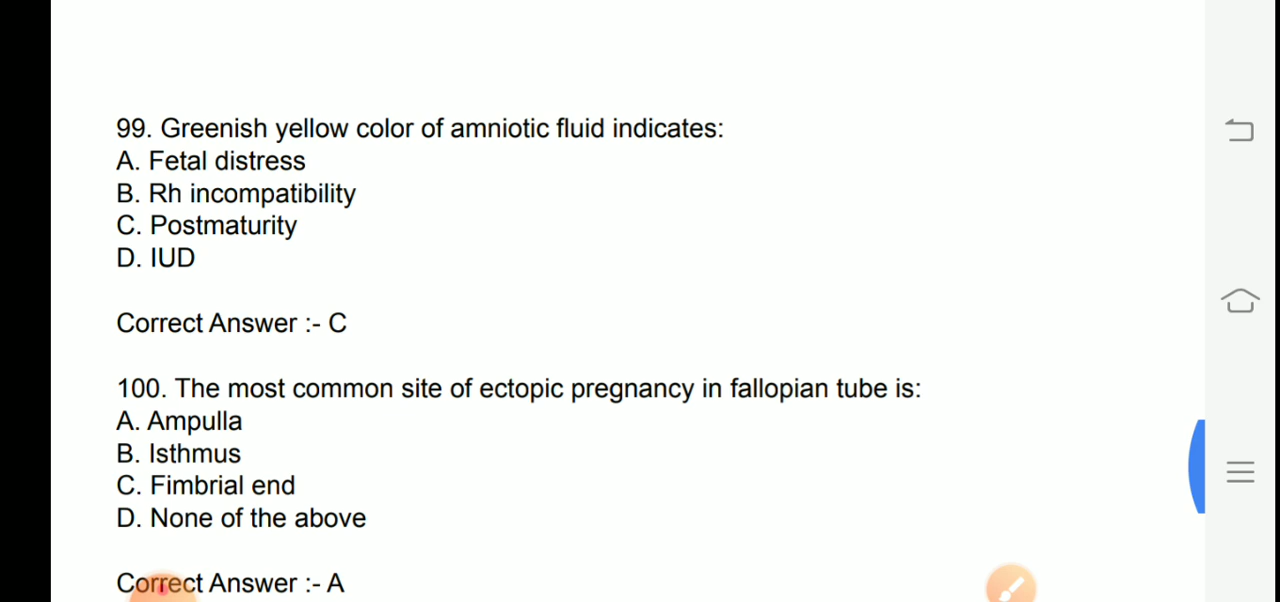 99. Greenish yellow color of amniotic fluid indicates:
A. Fetal distress
B. Rh incompatibility
C. Postmaturity
D. IUD
Correct Answer :- C
100. The most common site of ectopic pregnancy in fallopian tube is:
A. Ampulla
B. Isthmus
C. Fimbrial end
D. None of the above
Correct Answer :- A